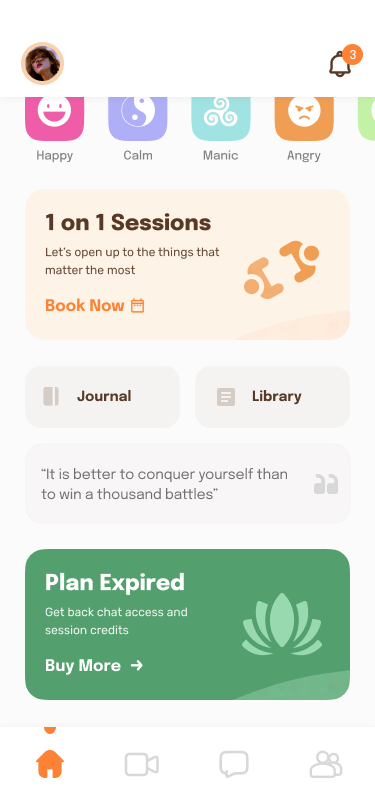 3
Happy
Calm
Manic
Angry
1 on 1 Sessions
Let's open up to the things that
matter the most
Book Now
Journal
Library
“It is better to conquer yourself than
to win a thousand battles”
Plan Expired
Get back chat access and
session credits
Buy More